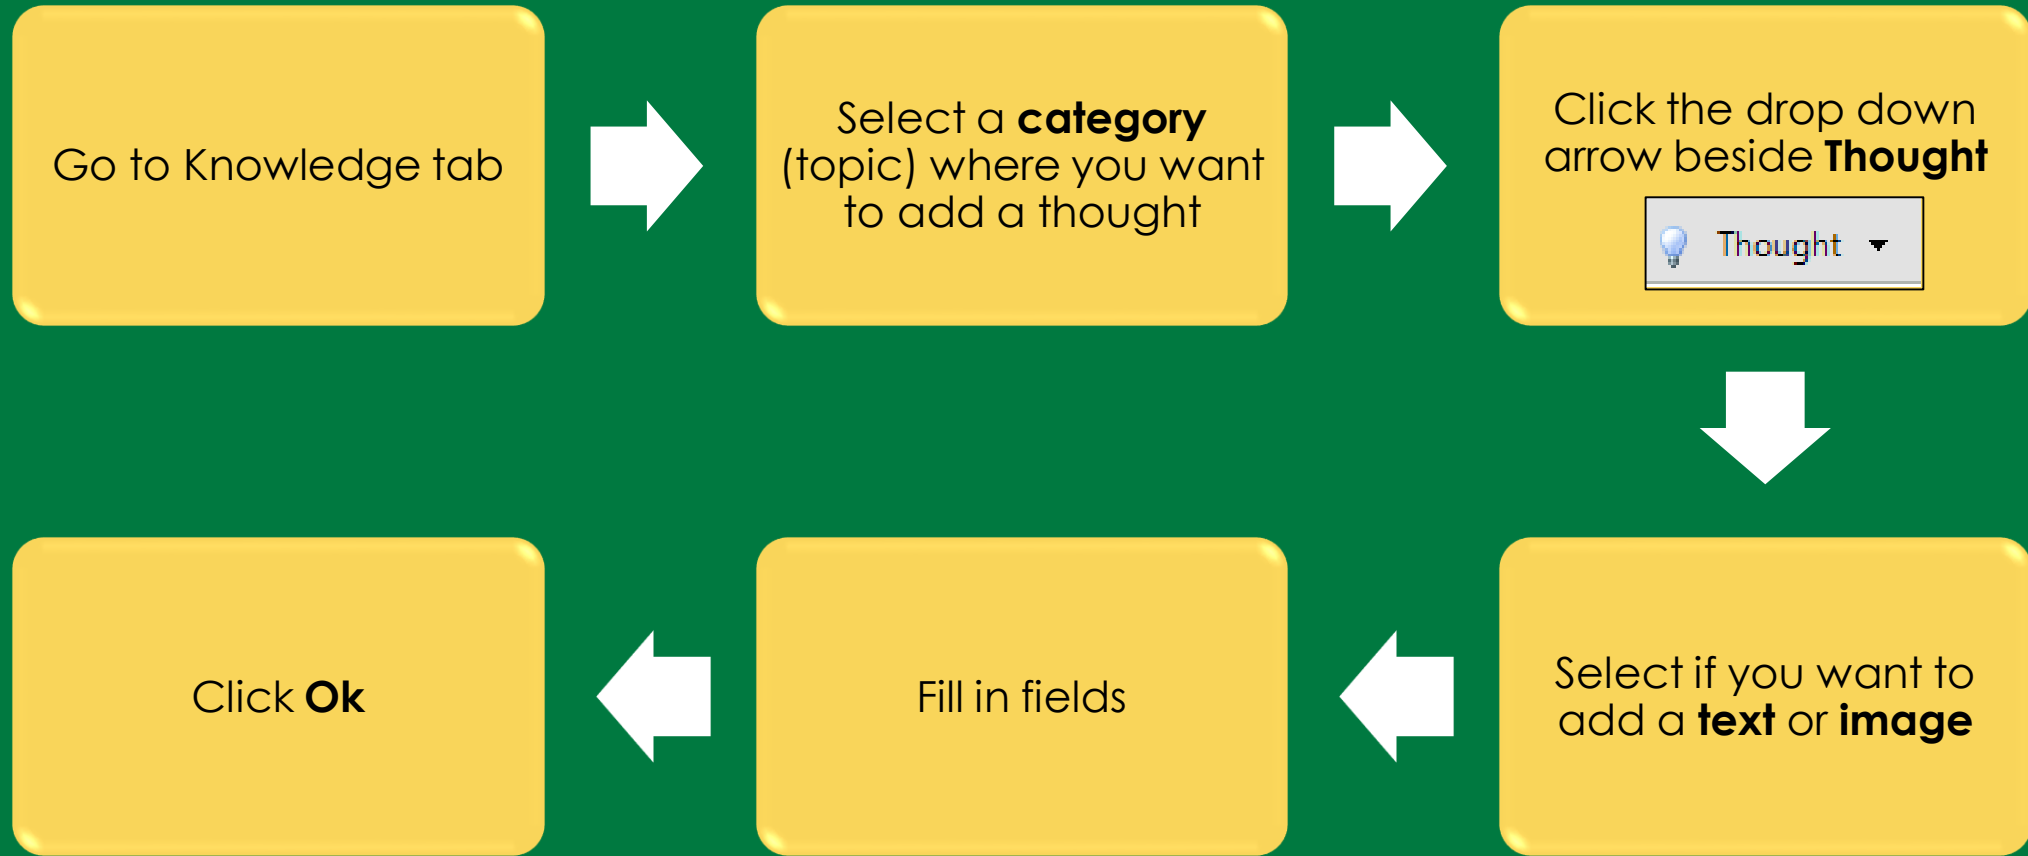 Go to Knowledge tab
Select a category
(topic) where you want
to add a thought
Click the drop down
arrow beside Thought
Thought
Select if you want to
add a text or image
Fill in fields
Click Ok